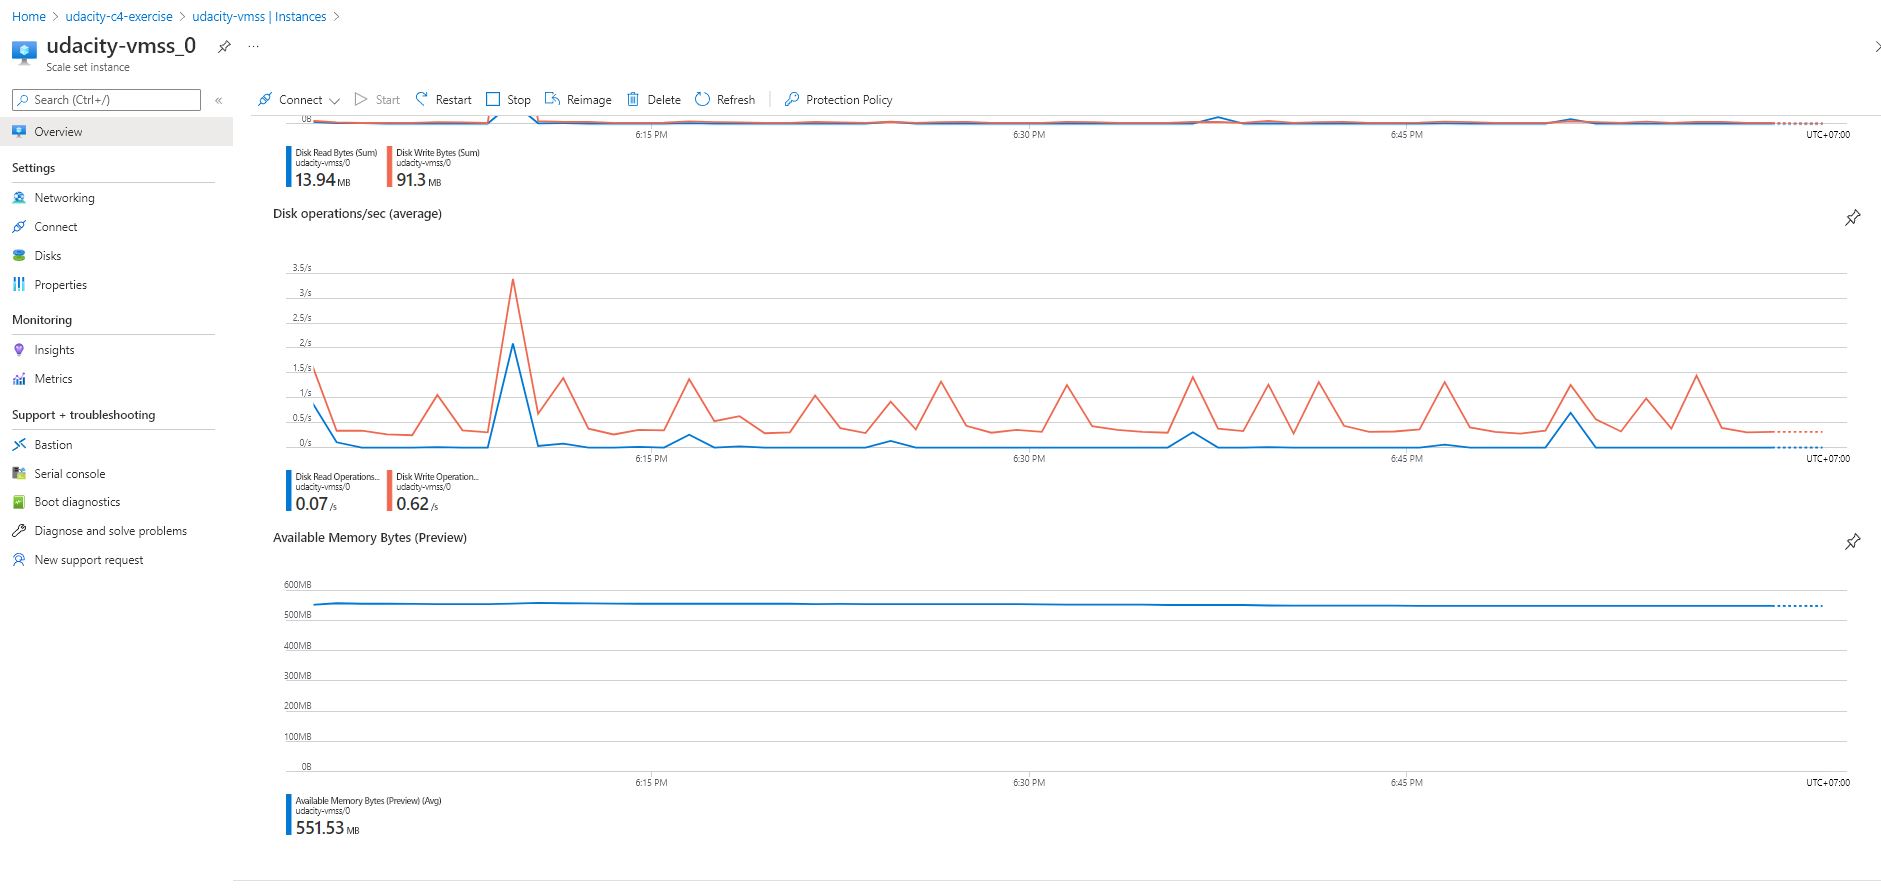 Home > udacity-c4-exercise > udacity-vmss | Instances >
udacity-vmss_0 ...
Scale set instance
Search (Ctrl+/) «
Connect Start Restart Stop Reimage Delete Refresh Protection Policy
Overview
Settings
Networking
Connect
Disks
Properties
Monitoring
Insights
Metrics
Support + troubleshooting
Bastion
Serial console
Boot diagnostics
Diagnose and solve problems
New support request
0B
6:15 PM 6:30 PM 6:45 PM UTC+07:00
Disk Read Bytes (Sum) Disk Write Bytes (Sum)
udacity-vmss/0 udacity-vmss/0
13.94 MB 91.3 MB
Disk operations/sec (average)
3.5/s
3/s
2.5/s
2/s
1.5/s
1/s
0.5/s
0/s
6:15 PM 6:30 PM 6:45 PM UTC+07:00
Disk Read Operations... Disk Write Operation...
udacity-vmss/0 udacity-vmss/0
0.07 /s 0.62 /s
Available Memory Bytes (Preview)
600MB
500MB
400MB
300MB
200MB
100MB
0B
6:15 PM 6:30 PM 6:45 PM UTC+07:00
Available Memory Bytes (Preview) (Avg)
udacity-vmss/0
551.53 MB